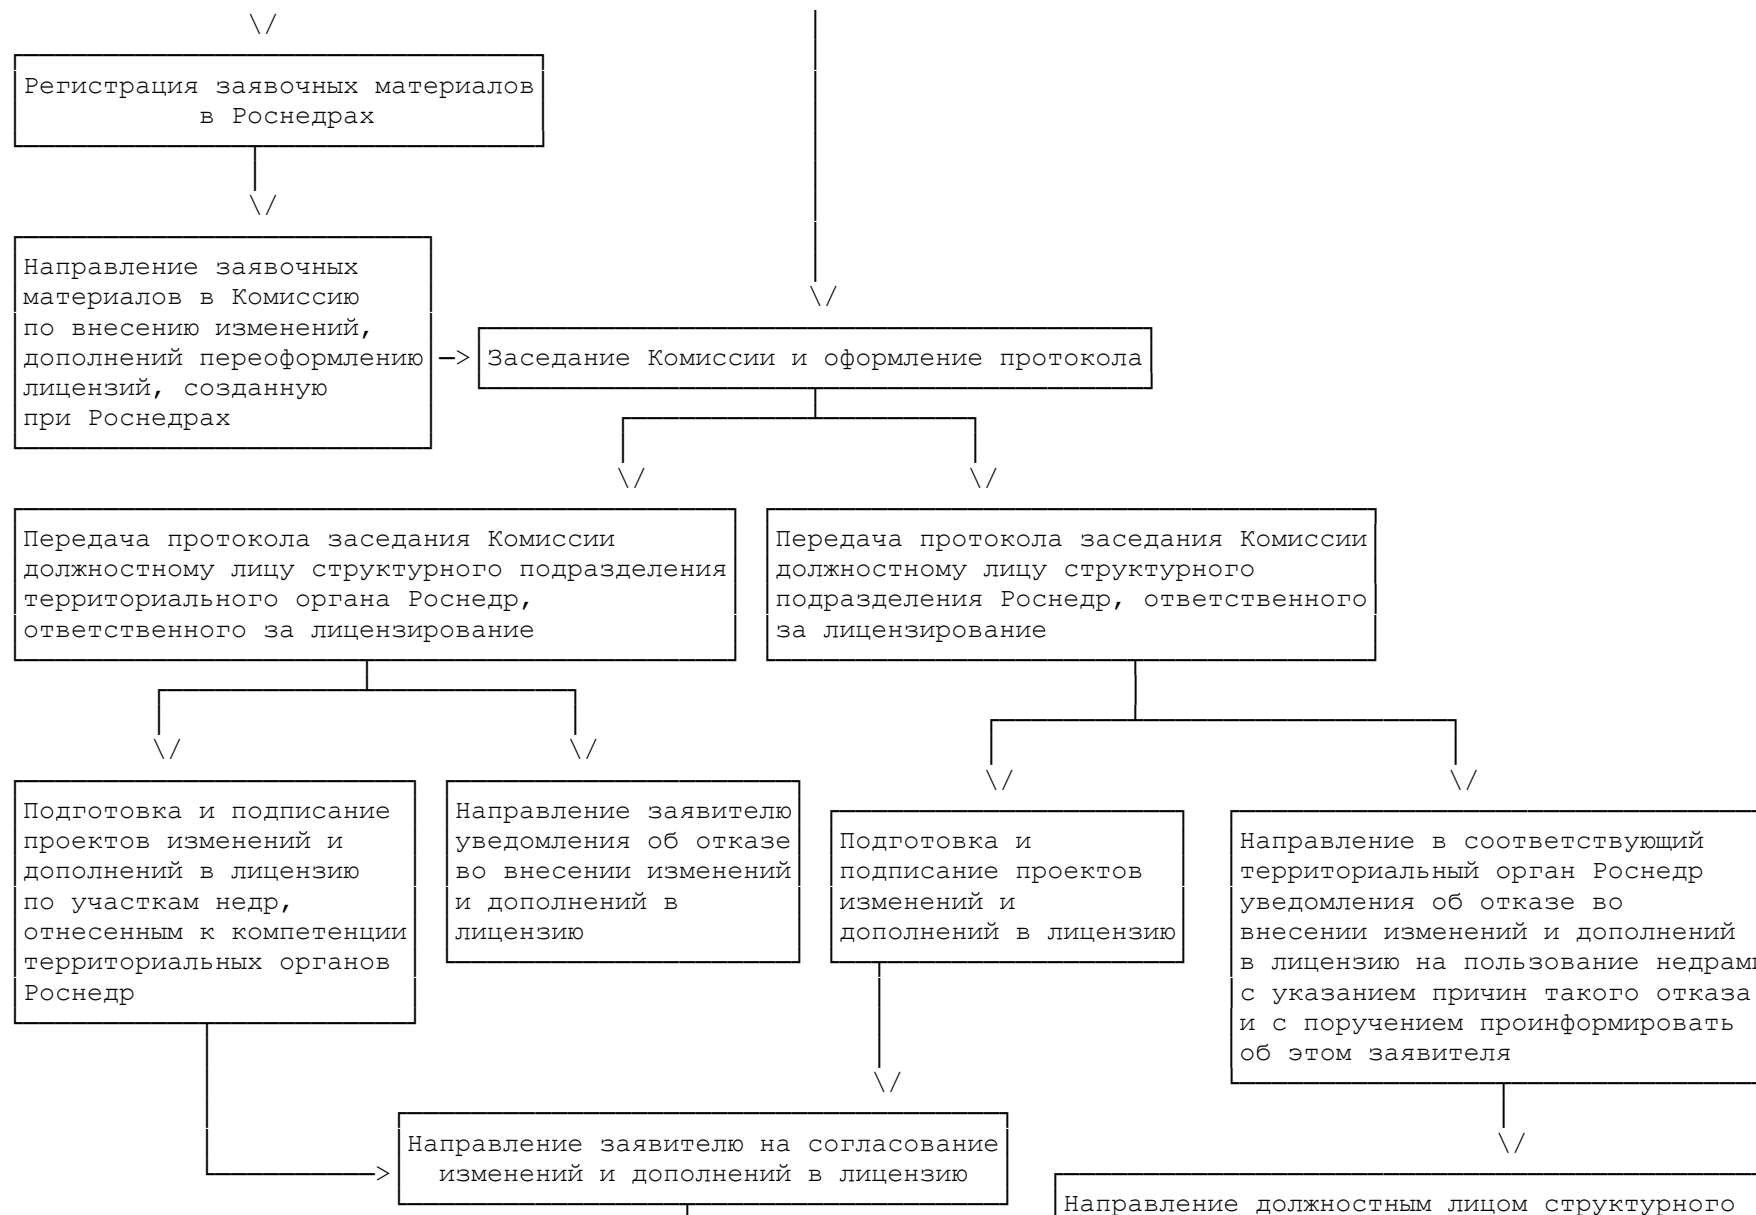 Регистрация заявочных материалов
в Роснедрах
Направление заявочных
материалов в Комиссию
по внесению изменений,
дополнений переоформлению
лицензий, созданную
при Роснедрах
Заседание Комиссии и оформление протокола
Передача протокола заседания Комиссии
должностному лицу структурного подразделения
территориального органа Роснедр,
ответственного за лицензирование
Передача протокола заседания Комиссии
должностному лицу структурного
подразделения Роснедр, ответственного
за лицензирование
Подготовка и подписание
проектов изменений и
дополнений в лицензию
по участкам недр,
отнесенным к компетенции
территориальных органов
Роснедр
Направление заявителю
уведомления об отказе
во внесении изменений
и дополнений в
лицензию
Подготовка и
подписание проектов
изменений и
дополнений в лицензию
Направление в соответствующий
территориальный орган Роснедр
уведомления об отказе во
внесении изменений и дополнений
в лицензию на пользование недрами
с указанием причин такого отказа
и с поручением проинформировать
об этом заявителя
Направление заявителю на согласование
изменений и дополнений в лицензию
Направление должностным лицом структурного